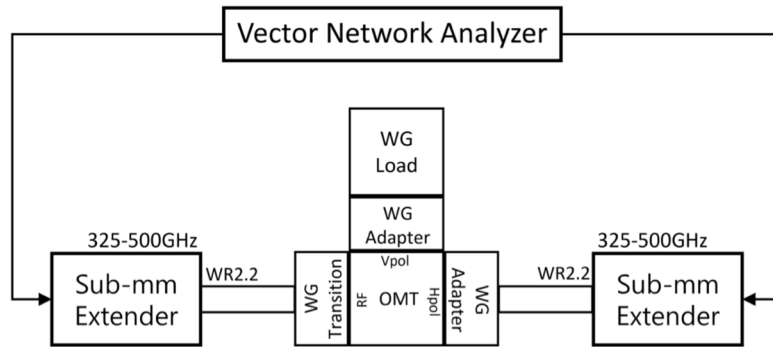 Vector Network Analyzer
WG
Load
WG
Adapter
325-500GHz
325-500GHz
Sub-mm
Extender
WR2.2
WG
Transition
Vpol
RF
OMT
Hpol
WG
Adapter
WR2.2
Sub-mm
Extender